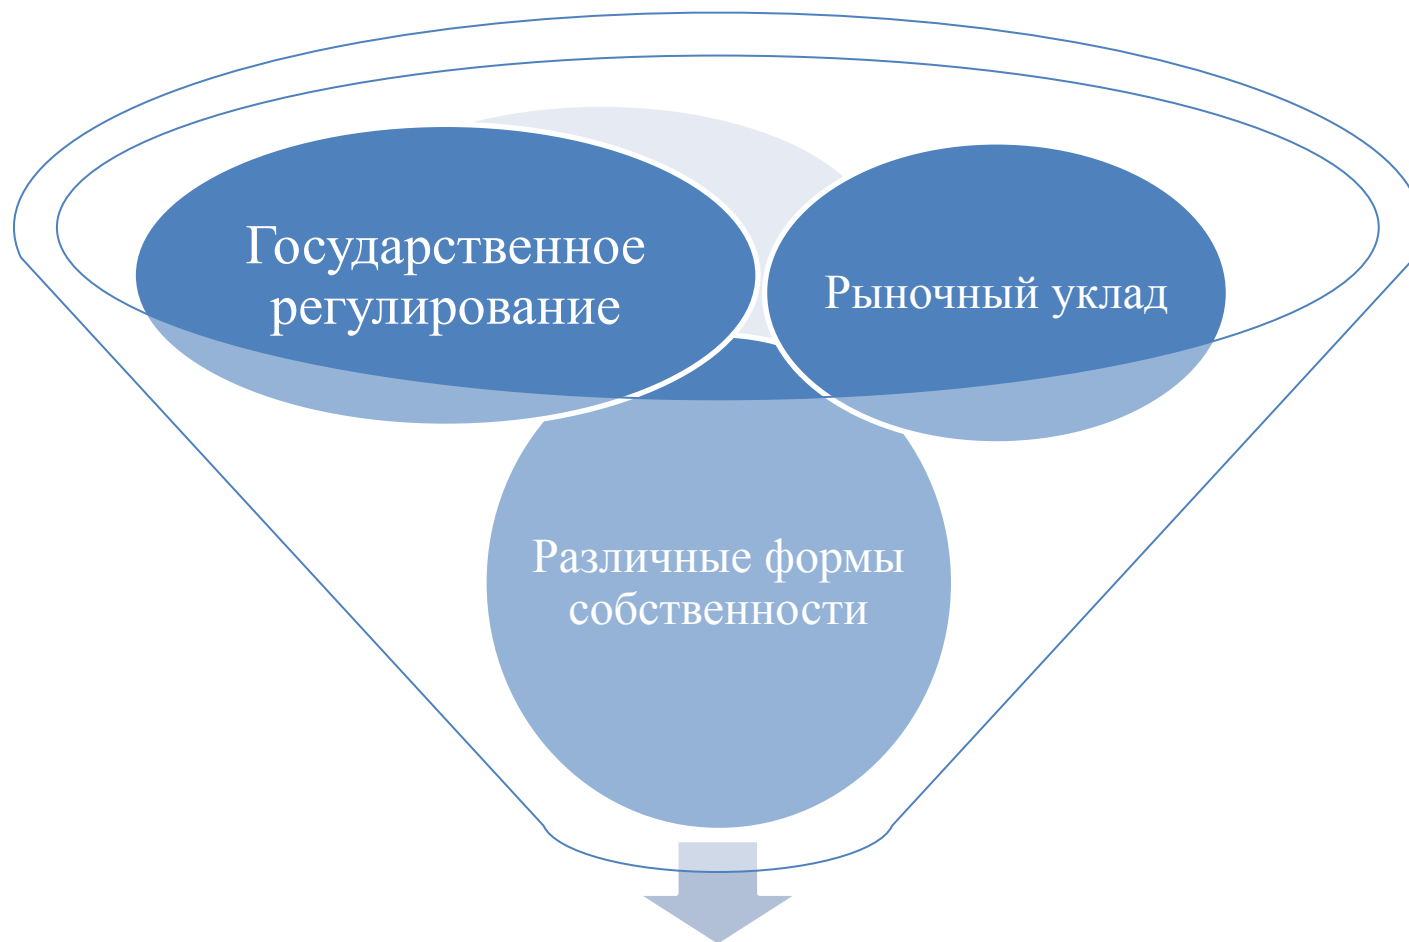 Государственное
регулирование
Рыночный уклад
Различные формы
собственности